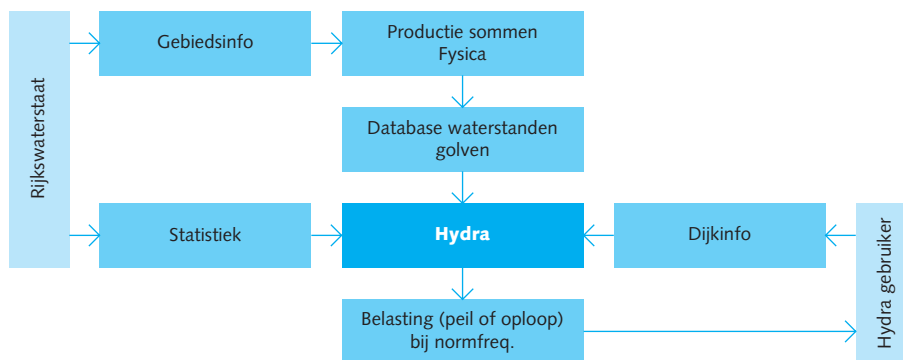 Rijkswaterstaat
Gebiedsinfo
Productie sommen
Fysica
Database waterstanden
golven
Statistiek
Hydra
Dijkinfo
Hydra gebruiker
Belasting (peil of oploop)
bij normfreq.